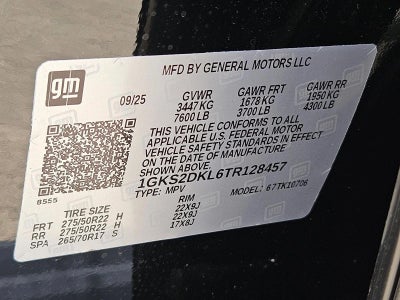 gm
MFD BY GENERAL MOTORS LLC
09/25
GVWR GAWR FR GAWR RR
3447KG 1678 KG 1950 KG
7600 LB 3700 LB 4300 LB
THIS VEHICLE CONFORMS TO ALL
APPLICABLE U.S. FEDERAL MOTOR
VEHICLE SAFETY STANDARDS IN EFFECT
ON THE DATE OF MANUFACTURE
SHOWN ABOVE.
1GKS2DKL6TR128457
TYPE: MPV MODEL: 67TK10706
8555
TIRE SIZE RIM
FRT 275/50R22 H 22X9J
RR 275/50R22 H 22X9J
SPA 265/70R17 S 17X8J